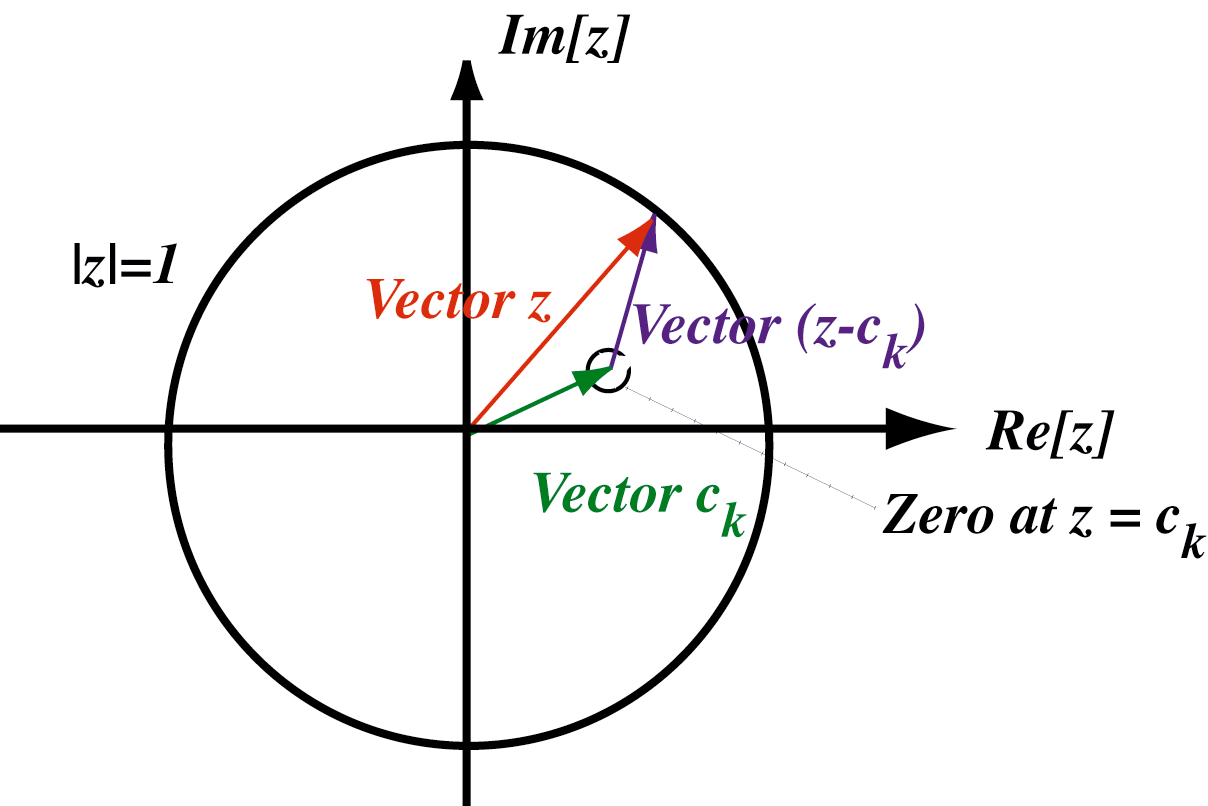 Im[z]
|z|=1
Vector z
Vector (z-ck)
Re[z]
Vector ck
Zero at z = ck